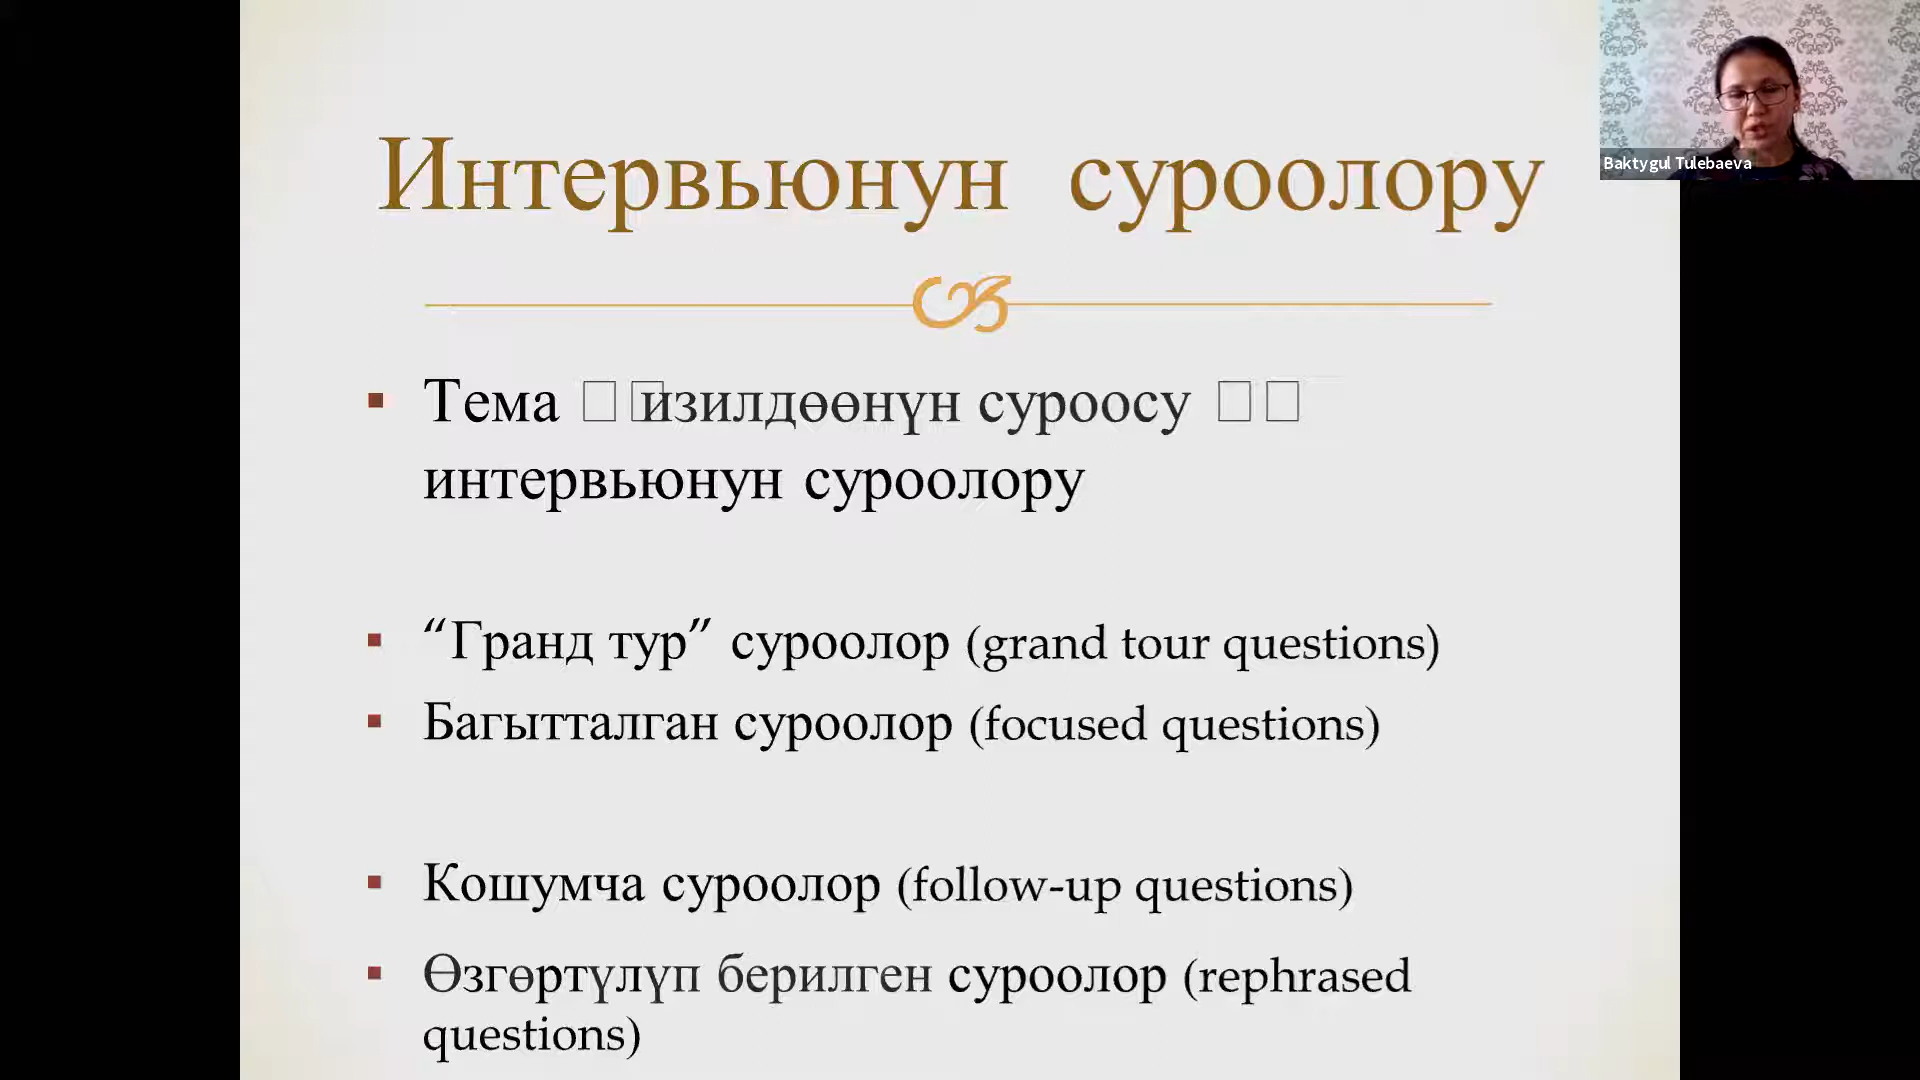 Интервьюнун суроолору
Baktygul Tulebaeva
▪ Тема □□изилдөөнүн суроосу □□
интервьюнун суроолору
▪ “Гранд тур” суроолор (grand tour questions)
▪ Багытталган суроолор (focused questions)
▪ Кошумча суроолор (follow-up questions)
▪ Өзгөртүлүп берилген суроолор (rephrased
questions)